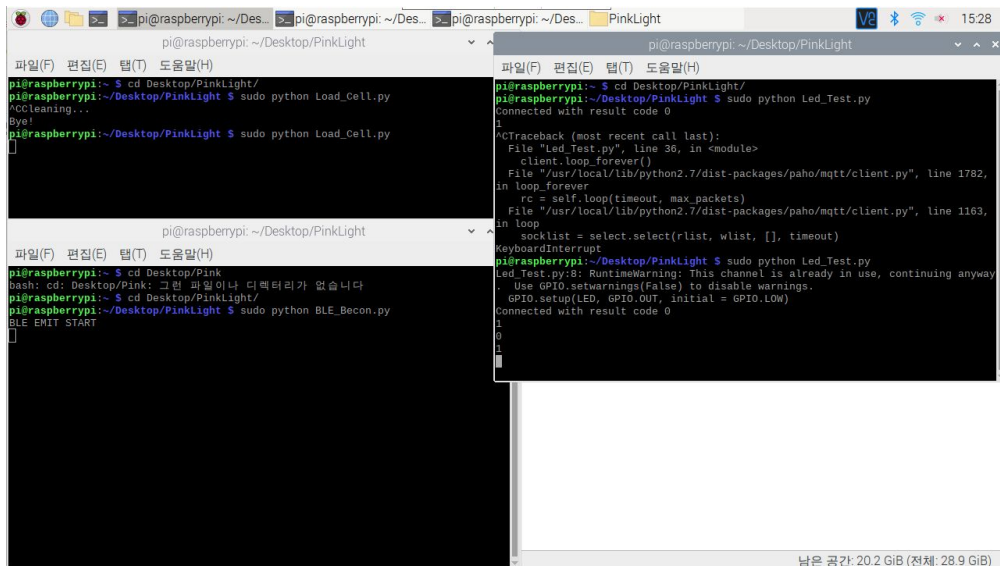 pi@raspberrypi: ~/Des... pi@raspberrypi: ~/Des... pi@raspberrypi: ~/Des... PinkLight 15:28
pi@raspberrypi: ~/Desktop/PinkLight
파일(F) 편집(E) 탭(T) 도움말(H)
pi@raspberrypi:~ $ cd Desktop/PinkLight/
pi@raspberrypi:~/Desktop/PinkLight $ sudo python Load_Cell.py
^CCleaning...
Bye!
pi@raspberrypi:~/Desktop/PinkLight $ sudo python Load_Cell.py
pi@raspberrypi: ~/Desktop/PinkLight
파일(F) 편집(E) 탭(T) 도움말(H)
pi@raspberrypi:~ $ cd Desktop/Pink
bash: cd: Desktop/Pink: 그런 파일이나 디렉터리가 없습니다
pi@raspberrypi:~ $ cd Desktop/PinkLight/
pi@raspberrypi:~/Desktop/PinkLight $ sudo python BLE_Becon.py
BLE EMIT START
pi@raspberrypi: ~/Desktop/PinkLight
파일(F) 편집(E) 탭(T) 도움말(H)
pi@raspberrypi:~ $ cd Desktop/PinkLight/
pi@raspberrypi:~/Desktop/PinkLight $ sudo python Led_Test.py
Connected with result code 0
1
^CTraceback (most recent call last):
File "Led_Test.py", line 36, in <module>
client.loop_forever()
File "/usr/local/lib/python2.7/dist-packages/paho/mqtt/client.py", line 1782,
in loop_forever
rc = self.loop(timeout, max_packets)
File "/usr/local/lib/python2.7/dist-packages/paho/mqtt/client.py", line 1163,
in loop
socklist = select.select(rlist, wlist, [], timeout)
KeyboardInterrupt
pi@raspberrypi:~/Desktop/PinkLight $ sudo python Led_Test.py
Led_Test.py:8: RuntimeWarning: This channel is already in use, continuing anyway
. Use GPIO.setwarnings(False) to disable warnings.
GPIO.setup(LED, GPIO.OUT, initial = GPIO.LOW)
Connected with result code 0
1
0
1
남은 공간: 20.2 GiB (전체: 28.9 GiB)